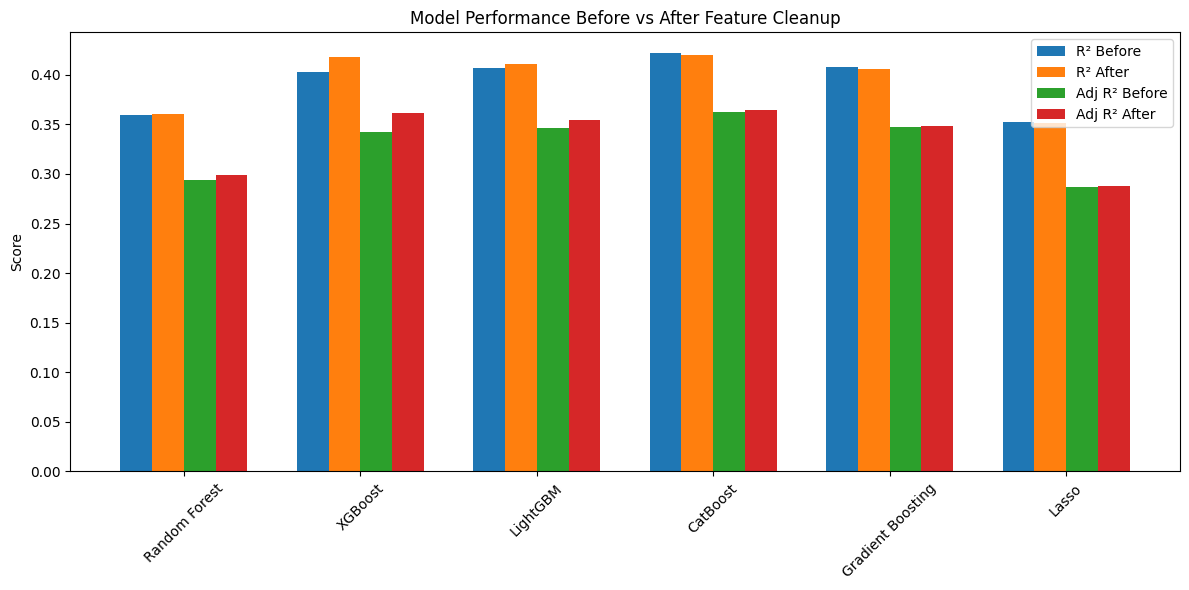 Model Performance Before vs After Feature Cleanup
R² Before
R² After
Adj R² Before
Adj R² After
Score
0.40
0.35
0.30
0.25
0.20
0.15
0.10
0.05
0.00
Random Forest
XGBoost
LightGBM
CatBoost
Gradient Boosting
Lasso